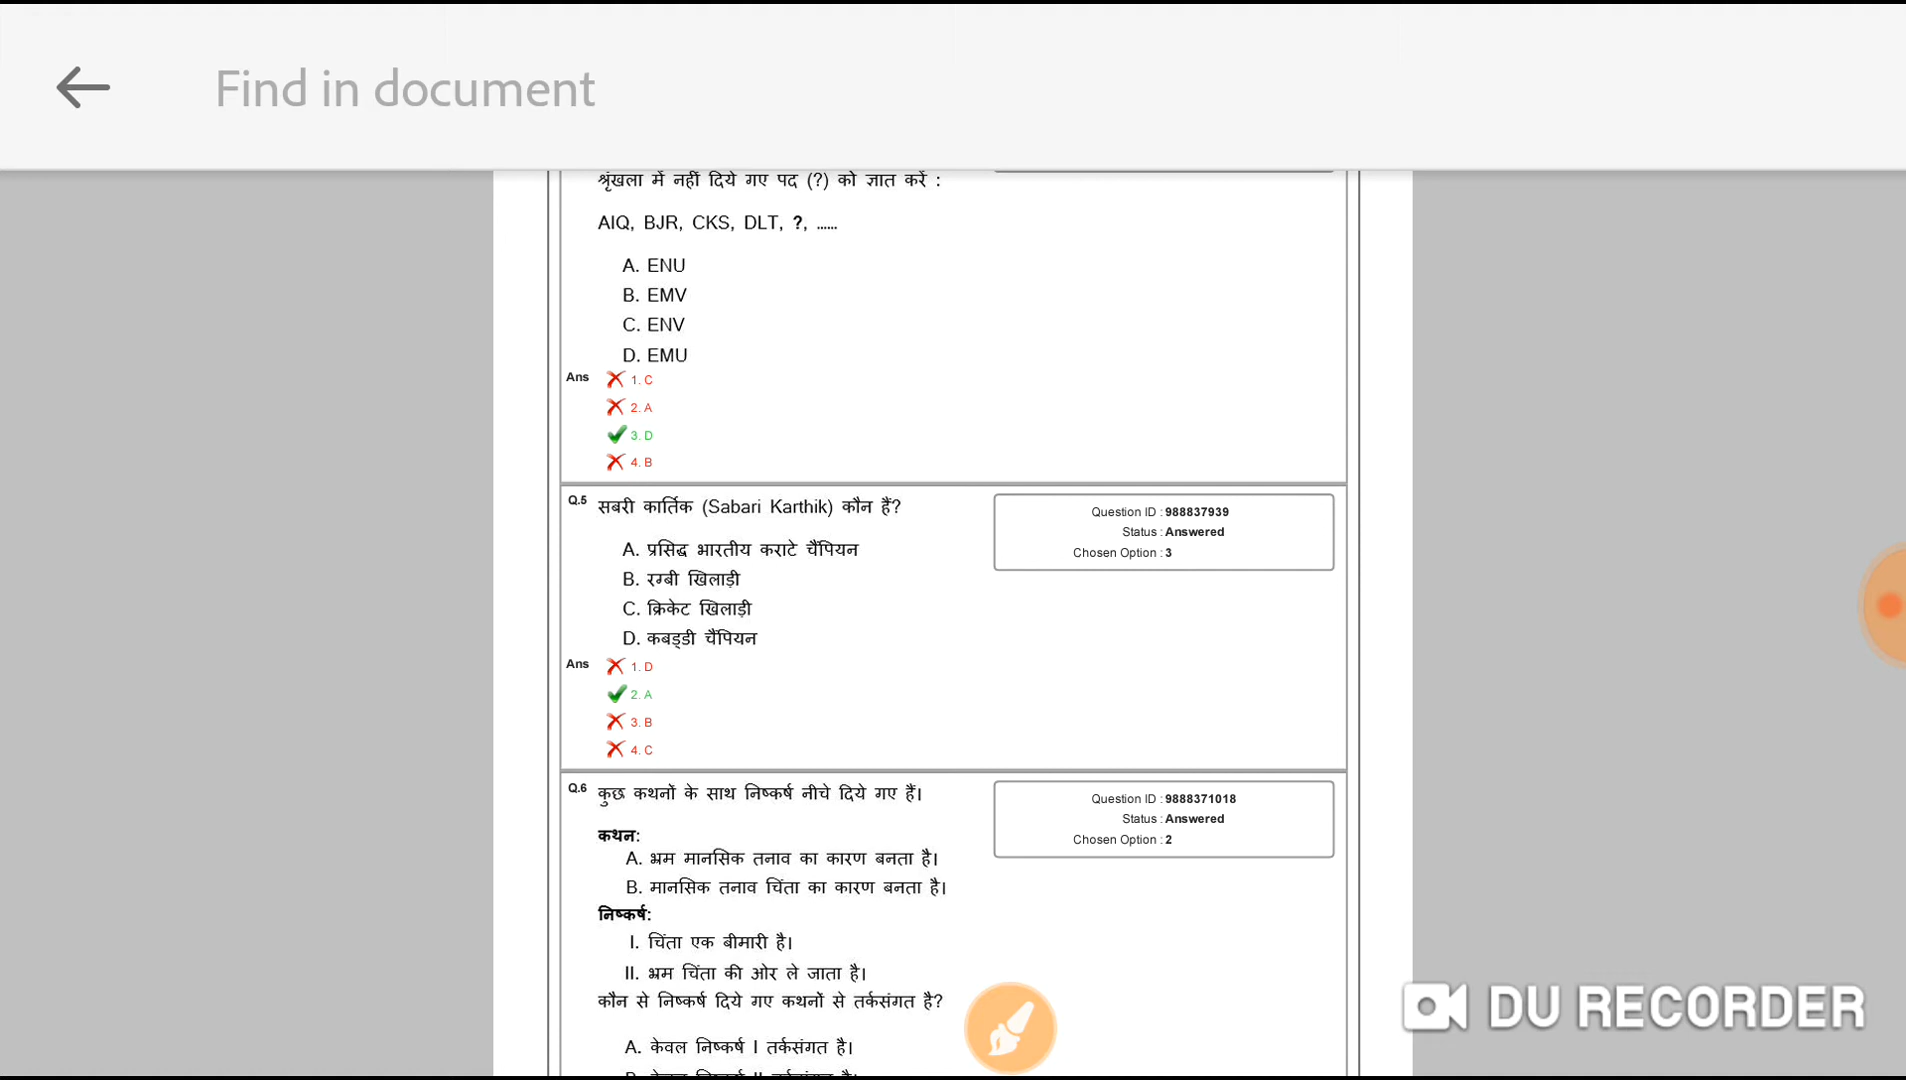 Find in document
श्रृंखला में नहीं दिये गए पद (?) को ज्ञात करें :
AIQ, BJR, CKS, DLT, ?, ......
A. ENU
B. EMV
C. ENV
D. EMU
Ans
1. C
2. A
3. D
4. B
Q.5 सबरी कार्तिक (Sabari Karthik) कौन हैं?
A. प्रसिद्ध भारतीय कराटे चैंपियन
B. रग्बी खिलाड़ी
C. क्रिकेट खिलाड़ी
D. कबड्डी चैंपियन
Question ID : 988837939
Status : Answered
Chosen Option : 3
Ans
1. D
2. A
3. B
4. C
Q.6 कुछ कथनों के साथ निष्कर्ष नीचे दिये गए हैं।
कथन:
A. भ्रम मानसिक तनाव का कारण बनता है।
B. मानसिक तनाव चिंता का कारण बनता है।
निष्कर्ष:
I. चिंता एक बीमारी है।
II. भ्रम चिंता की ओर ले जाता है।
कौन से निष्कर्ष दिये गए कथनों से तर्कसंगत है?
A. केवल निष्कर्ष I तर्कसंगत है।
Question ID : 9888371018
Status : Answered
Chosen Option : 2
DU RECORDER